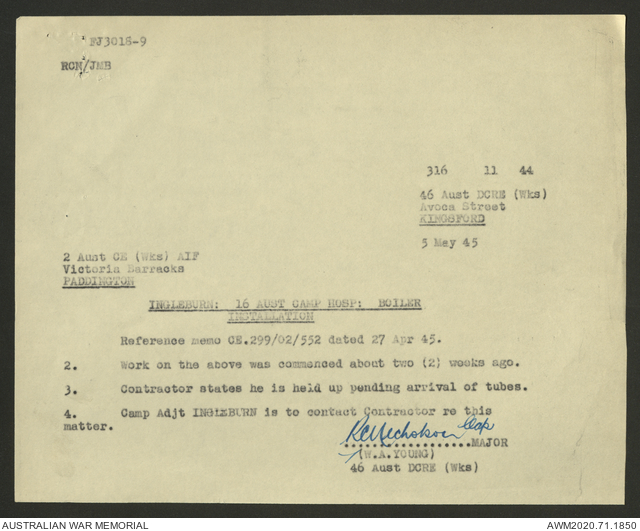 FJ3018-9
RCN/JMB
316 11 44
46 Aust DCRE (Wks)
Avoca Street
KINGSFORD
5 May 45
2 Aust CE (Wks) AIF
Victoria Barracks
PADDINGTON
INGLEBURN: 16 AUST CAMP HOSP: BOILER
INSTALLATION
Reference memo CE.299/02/552 dated 27 Apr 45.
2. Work on the above was commenced about two (2) weeks ago.
3. Contractor states he is held up pending arrival of tubes.
4. Camp Adjt INGLEBURN is to contact Contractor re this
matter.
Cap
....................MAJOR
(W.A.YOUNG)
46 Aust DCRE (Wks)
AUSTRALIAN WAR MEMORIAL
AWM2020.71.1850